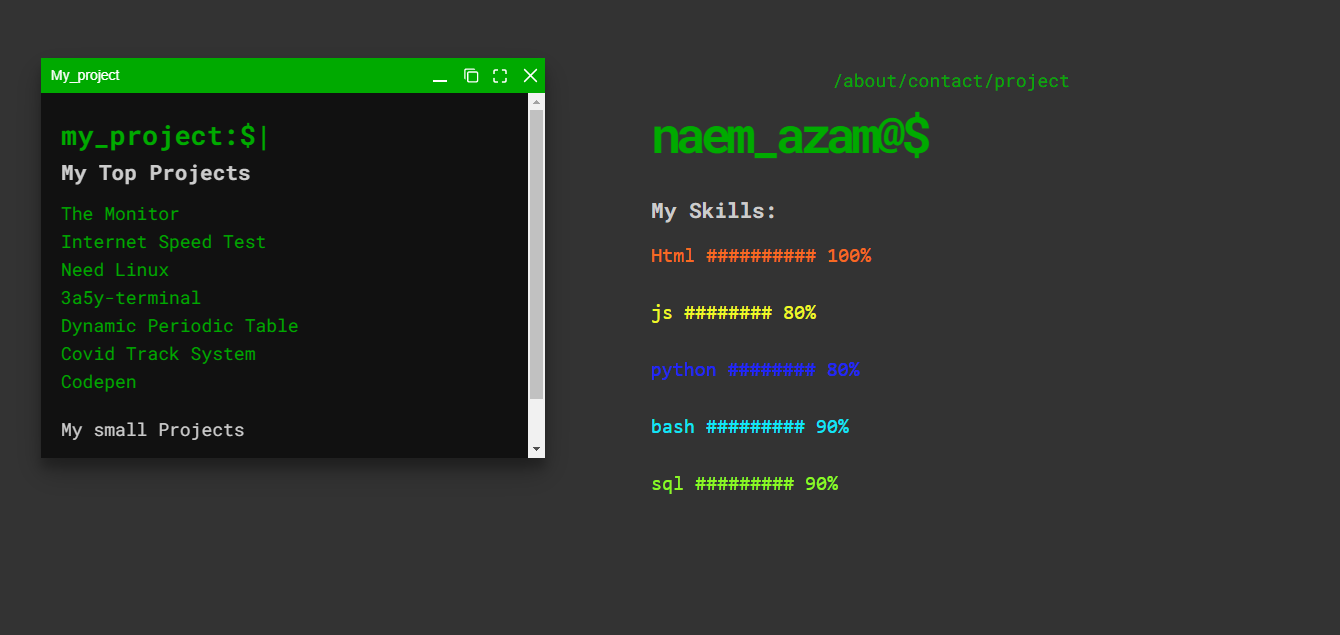 My_project
my_project:$|
My Top Projects
The Monitor
Internet Speed Test
Need Linux
3a5y-terminal
Dynamic Periodic Table
Covid Track System
Codepen
My small Projects
/about/contact/project
naem_azam@$
My Skills:
Html ########## 100%
js ######## 80%
python ######## 80%
bash ######### 90%
sql ######### 90%